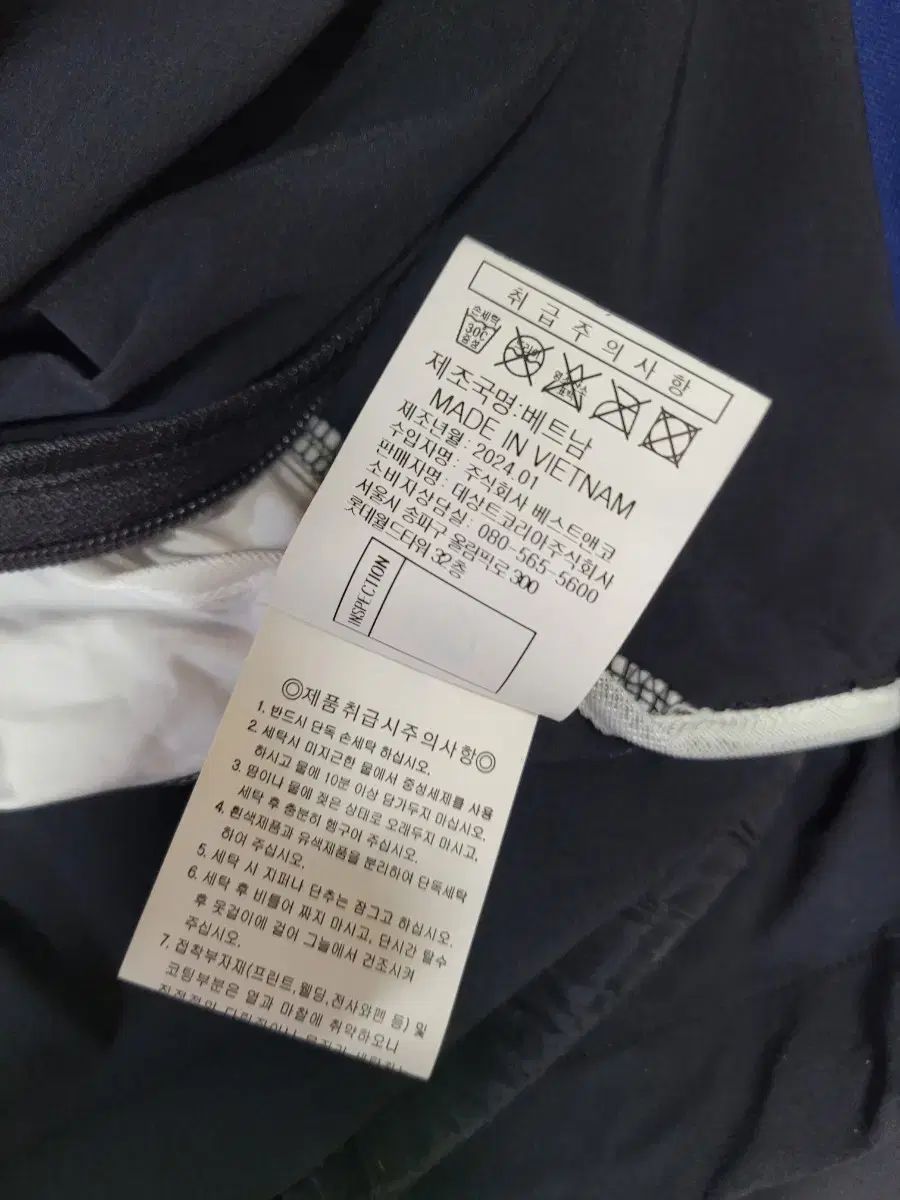 취급주의사항
손세탁
30℃
중성
제조국명:베트남
MADE IN VIETNAM
제조년월: 2024.01
수입자명: 주식회사 베스트앤코
판매자명: 데상트코리아주식회사
소비자상담실: 080-565-5600
서울시 송파구 올림픽로 300
롯데월드타워 32층
INSPECTION
◎제품취급시주의사항◎
1. 반드시 단독 손세탁 하십시오.
2. 세탁시 미지근한 물에서 중성세제를 사용
하시고 물에 10분 이상 담가두지 마십시오.
3. 땀이나 물에 젖은 상태로 오래두지 마시고,
세탁 후 충분히 헹구어 주십시오.
4. 흰색제품과 유색제품을 분리하여 단독세탁
하여 주십시오.
5. 세탁 시 지퍼나 단추는 잠그고 하십시오.
6. 세탁 후 비틀어 짜지 마시고, 단시간 탈수
후 옷걸이에 걸어 그늘에서 건조시켜
주십시오.
7. 접착부자재(프린트,웰딩,전사와펜 등) 및
코팅부분은 열과 마찰에 취약하오니